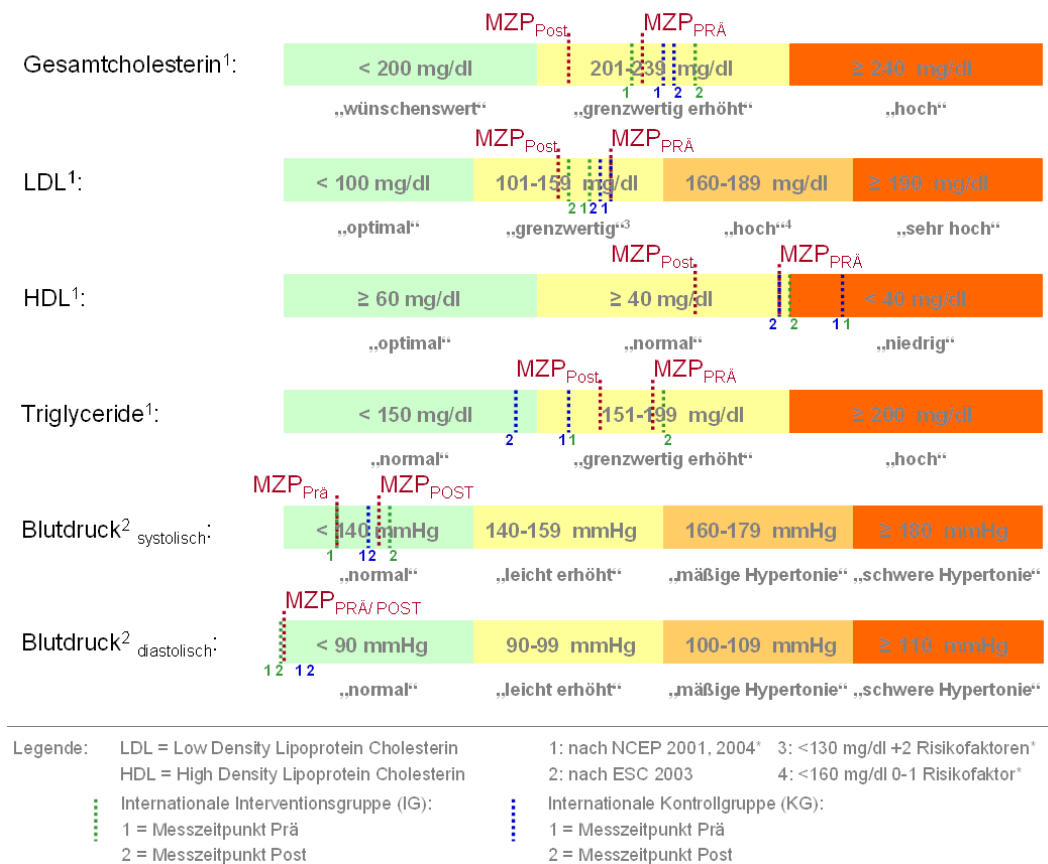 MZPPost MZPPRÄ
Gesamtcholesterin¹: < 200 mg/dl 201-239 mg/dl ≥ 240 mg/dl
1 1 2 2
„wünschenswert“ „grenzwertig erhöht“ „hoch“
MZPPost MZPPRÄ
LDL¹: < 100 mg/dl 101-159 mg/dl 160-189 mg/dl ≥ 190 mg/dl
2 1 2 1
„optimal“ „grenzwertig“³ „hoch“⁴ „sehr hoch“
MZPPost MZPPRÄ
HDL¹: ≥ 60 mg/dl ≥ 40 mg/dl < 40 mg/dl
2 2 1 1
„optimal“ „normal“ „niedrig“
MZPPost MZPPRÄ
Triglyceride¹: < 150 mg/dl 151-199 mg/dl ≥ 200 mg/dl
2 1 1 2
„normal“ „grenzwertig erhöht“ „hoch“
MZPPrä MZPPOST
Blutdruck² systolisch: < 140 mmHg 140-159 mmHg 160-179 mmHg ≥ 180 mmHg
1 1 2 2
„normal“ „leicht erhöht“ „mäßige Hypertonie“ „schwere Hypertonie“
MZPPRÄ/ POST
Blutdruck² diastolisch: < 90 mmHg 90-99 mmHg 100-109 mmHg ≥ 110 mmHg
1 2 1 2
„normal“ „leicht erhöht“ „mäßige Hypertonie“ „schwere Hypertonie“
Legende: LDL = Low Density Lipoprotein Cholesterin 1: nach NCEP 2001, 2004* 3: <130 mg/dl +2 Risikofaktoren*
HDL = High Density Lipoprotein Cholesterin 2: nach ESC 2003 4: <160 mg/dl 0-1 Risikofaktor*
Internationale Interventionsgruppe (IG): Internationale Kontrollgruppe (KG):
1 = Messzeitpunkt Prä 1 = Messzeitpunkt Prä
2 = Messzeitpunkt Post 2 = Messzeitpunkt Post